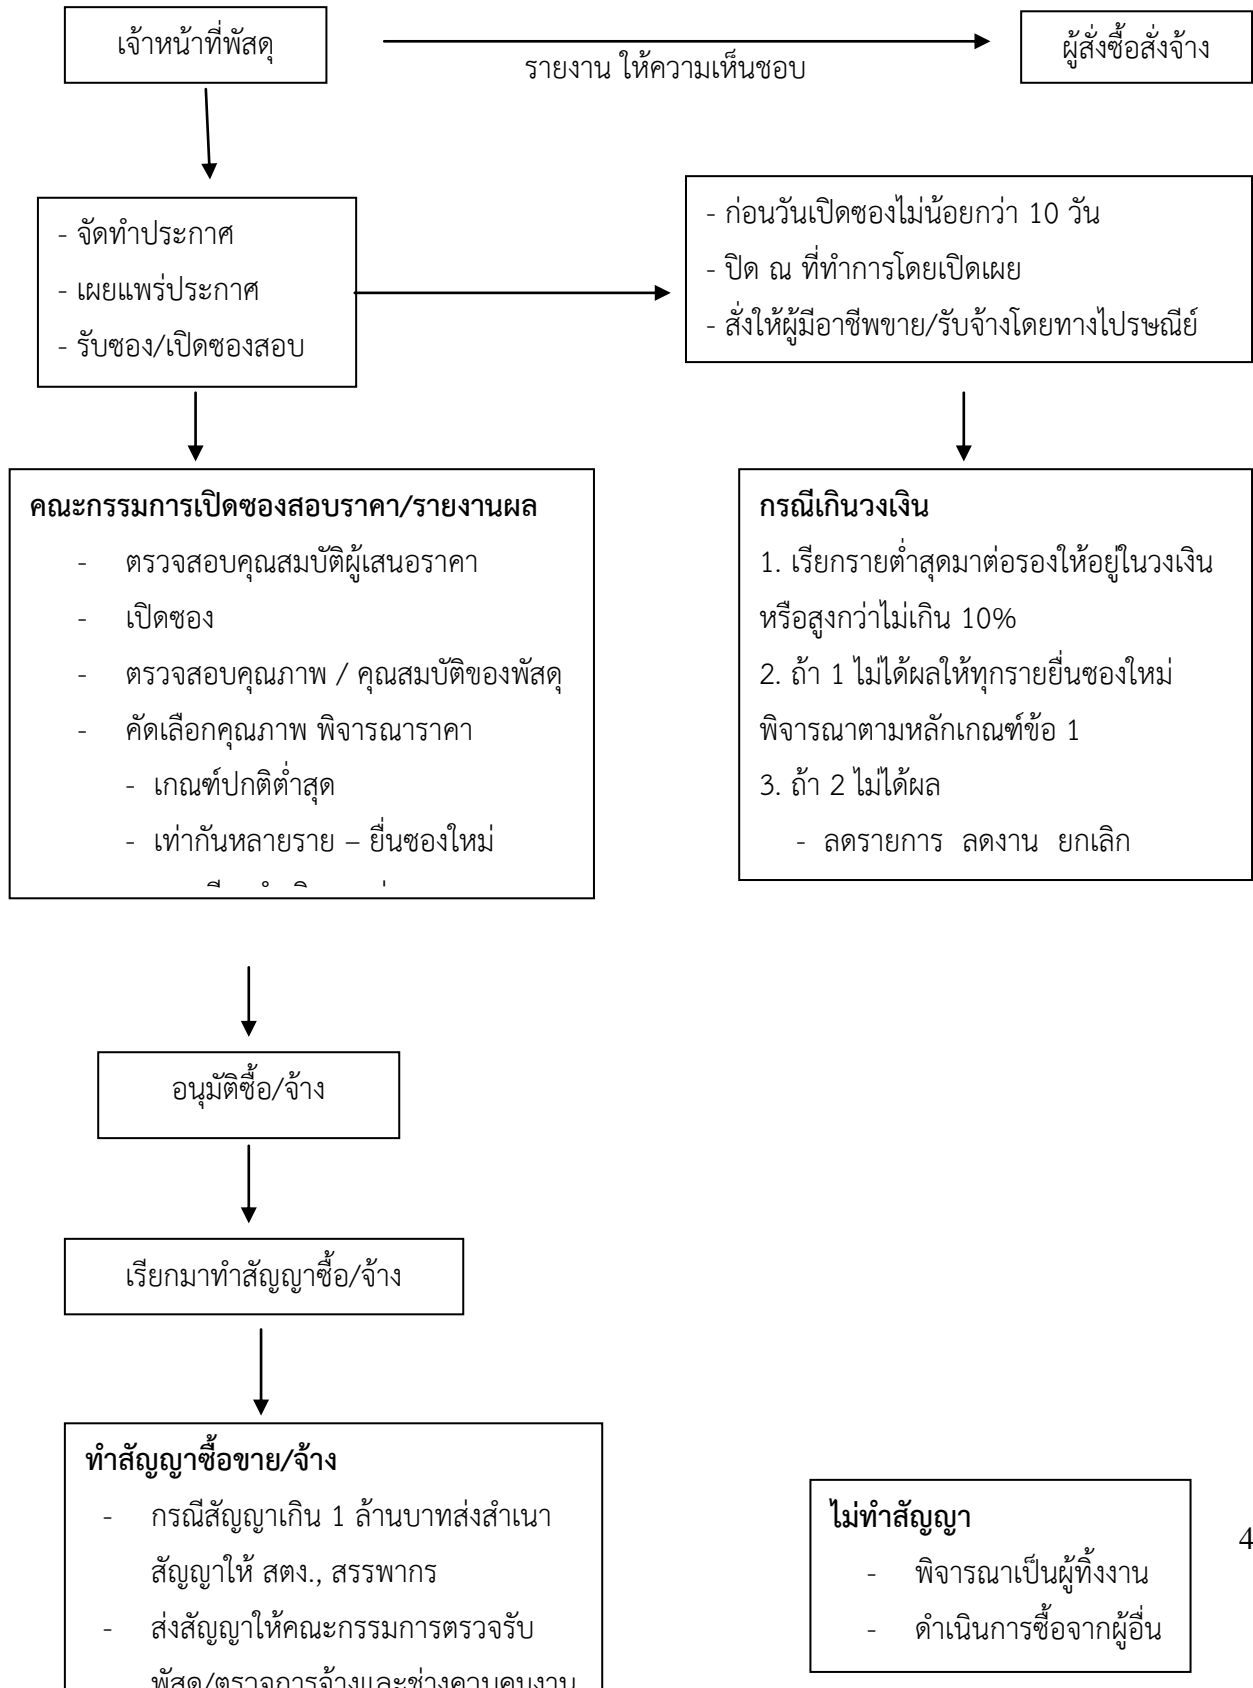 เจ้าหน้าที่พัสดุ
รายงาน ให้ความเห็นชอบ
ผู้สั่งซื้อสั่งจ้าง
- จัดทำประกาศ
- เผยแพร่ประกาศ
- รับซอง/เปิดซองสอบ
- ก่อนวันเปิดซองไม่น้อยกว่า 10 วัน
- ปิด ณ ที่ทำการโดยเปิดเผย
- สั่งให้ผู้มีอาชีพขาย/รับจ้างโดยทางไปรษณีย์
คณะกรรมการเปิดซองสอบราคา/รายงานผล
- ตรวจสอบคุณสมบัติผู้เสนอราคา
- เปิดซอง
- ตรวจสอบคุณภาพ / คุณสมบัติของพัสดุ
- คัดเลือกคุณภาพ พิจารณาราคา
- เกณฑ์ปกติต่ำสุด
- เท่ากันหลายราย – ยื่นซองใหม่
กรณีเกินวงเงิน
1. เรียกรายต่ำสุดมาต่อรองให้อยู่ในวงเงิน
หรือสูงกว่าไม่เกิน 10%
2. ถ้า 1 ไม่ได้ผลให้ทุกรายยื่นซองใหม่
พิจารณาตามหลักเกณฑ์ข้อ 1
3. ถ้า 2 ไม่ได้ผล
- ลดรายการ ลดงาน ยกเลิก
อนุมัติซื้อ/จ้าง
เรียกมาทำสัญญาซื้อ/จ้าง
ทำสัญญาซื้อขาย/จ้าง
- กรณีสัญญาเกิน 1 ล้านบาทส่งสำเนา
สัญญาให้ สตง., สรรพากร
- ส่งสัญญาให้คณะกรรมการตรวจรับ
พัสดุ/ตรวจการจ้างและช่างควบคุมงาน
ไม่ทำสัญญา
- พิจารณาเป็นผู้ทิ้งงาน
- ดำเนินการซื้อจากผู้อื่น
4